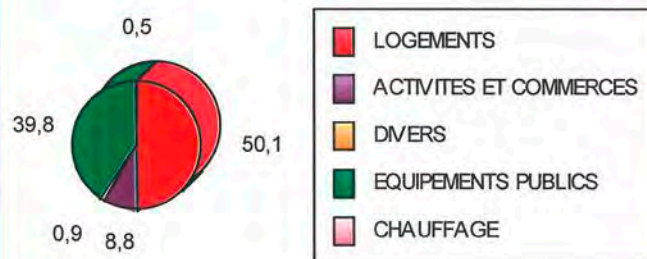 0,5
39,8
50,1
0,9
8,8
LOGEMENTS
ACTIVITES ET COMMERCES
DIVERS
EQUIPEMENTS PUBLICS
CHAUFFAGE